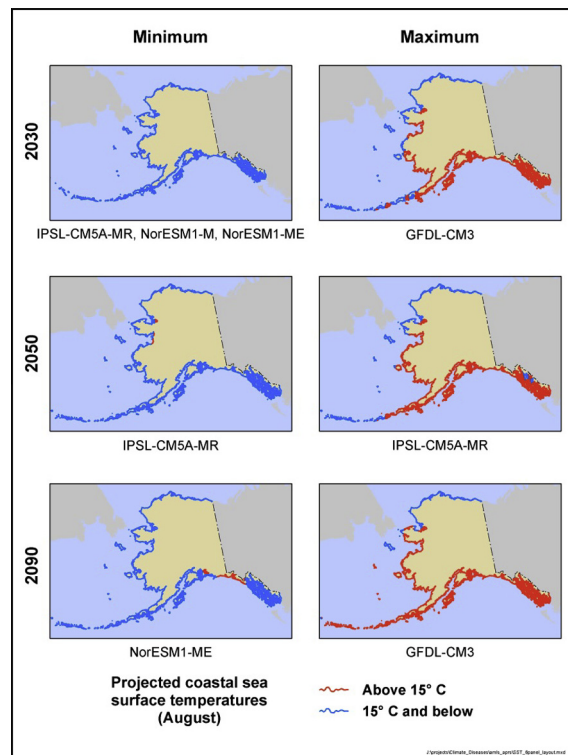 Minimum
Maximum
2030
IPSL-CM5A-MR, NorESM1-M, NorESM1-ME
GFDL-CM3
2050
IPSL-CM5A-MR
IPSL-CM5A-MR
2090
NorESM1-ME
GFDL-CM3
Projected coastal sea
surface temperatures
(August)
Above 15° C
15° C and below